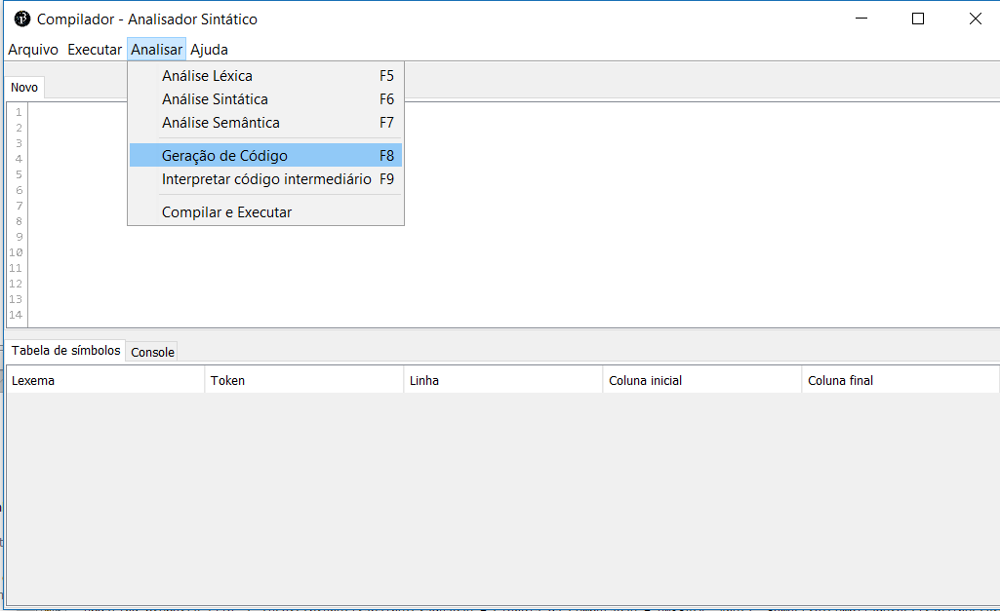 Compilador - Analisador Sintático
Arquivo Executar Analisar Ajuda
Análise Léxica F5
Análise Sintática F6
Análise Semântica F7
Geração de Código F8
Interpretar código intermediário F9
Compilar e Executar
Novo
1
2
3
4
5
6
7
8
9
10
11
12
13
14
Tabela de símbolos Console
Lexema Token Linha Coluna inicial Coluna final